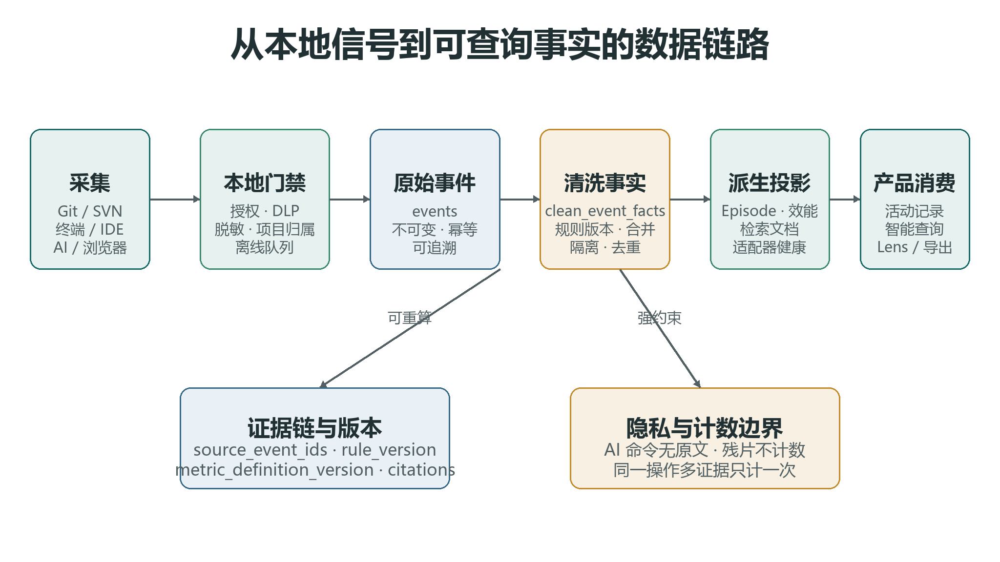 从本地信号到可查询事实的数据链路
采集
Git / SVN
终端 / IDE
AI / 浏览器
本地门禁
授权 · DLP
脱敏 · 项目归属
离线队列
原始事件
events
不可变 · 幂等
可追溯
清洗事实
clean_event_facts
规则版本 · 合并
隔离 · 去重
派生投影
Episode · 效能
检索文档
适配器健康
产品消费
活动记录
智能查询
Lens / 导出
可重算
强约束
证据链与版本
source_event_ids · rule_version
metric_definition_version · citations
隐私与计数边界
AI 命令无原文 · 残片不计数
同一操作多证据只计一次